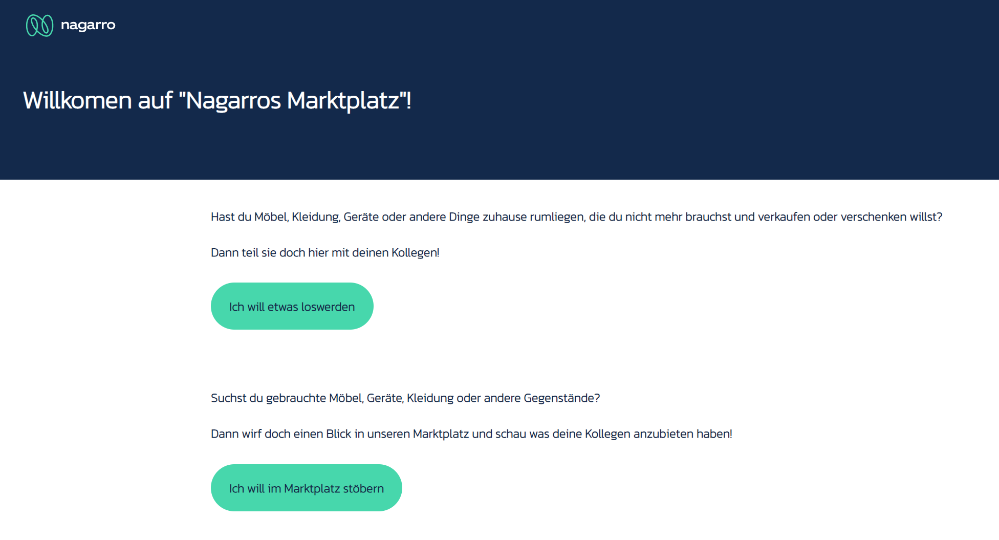 nagarro
Willkomen auf "Nagarros Marktplatz"!
Hast du Möbel, Kleidung, Geräte oder andere Dinge zuhause rumliegen, die du nicht mehr brauchst und verkaufen oder verschenken willst?
Dann teil sie doch hier mit deinen Kollegen!
Ich will etwas loswerden
Suchst du gebrauchte Möbel, Geräte, Kleidung oder andere Gegenstände?
Dann wirf doch einen Blick in unseren Marktplatz und schau was deine Kollegen anzubieten haben!
Ich will im Marktplatz stöbern